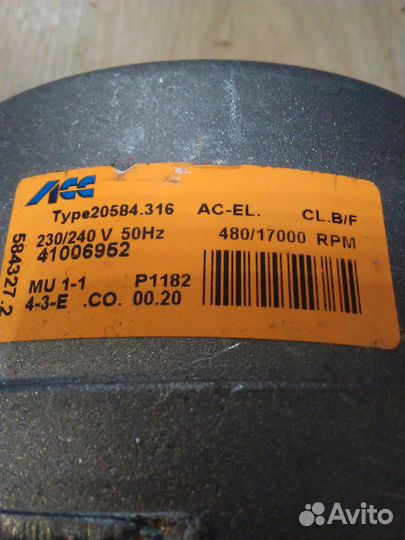 ACC
Type20584.316 AC-EL. CL.B/F
230/240 V 50Hz 480/17000 RPM
41006952
MU 1-1 P1182
4-3-E .CO. 00.20
584327.2
Avito